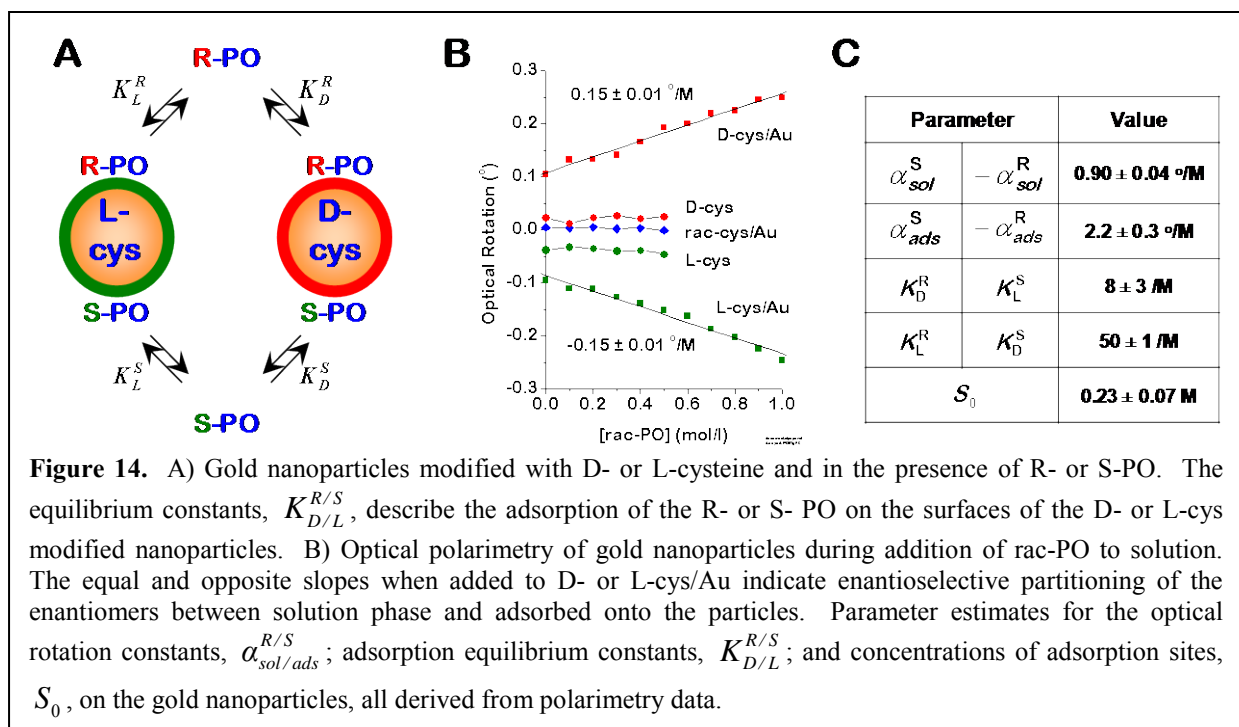 A
R-PO
K_L^R
K_D^R
R-PO
R-PO
L-cys
D-cys
S-PO
S-PO
K_L^S
K_D^S
S-PO
B
Optical Rotation (°)
0.3
0.2
0.1
0.0
-0.1
-0.2
-0.3
0.15 ± 0.01 °/M
D-cys/Au
D-cys
rac-cys/Au
L-cys
L-cys/Au
-0.15 ± 0.01 °/M
0.0 0.2 0.4 0.6 0.8 1.0
[rac-PO] (mol/l)
C
Parameter Value
α_sol^S -α_sol^R 0.90 ± 0.04 °/M
α_ads^S -α_ads^R 2.2 ± 0.3 °/M
K_D^R K_L^S 8 ± 3 /M
K_L^R K_D^S 50 ± 1 /M
S_0 0.23 ± 0.07 M
Figure 14. A) Gold nanoparticles modified with D- or L-cysteine and in the presence of R- or S-PO. The
equilibrium constants, K_{D/L}^{R/S}, describe the adsorption of the R- or S- PO on the surfaces of the D- or L-cys
modified nanoparticles. B) Optical polarimetry of gold nanoparticles during addition of rac-PO to solution.
The equal and opposite slopes when added to D- or L-cys/Au indicate enantioselective partitioning of the
enantiomers between solution phase and adsorbed onto the particles. Parameter estimates for the optical
rotation constants, α_{sol/ads}^{R/S}; adsorption equilibrium constants, K_{D/L}^{R/S}; and concentrations of adsorption sites,
S_0, on the gold nanoparticles, all derived from polarimetry data.